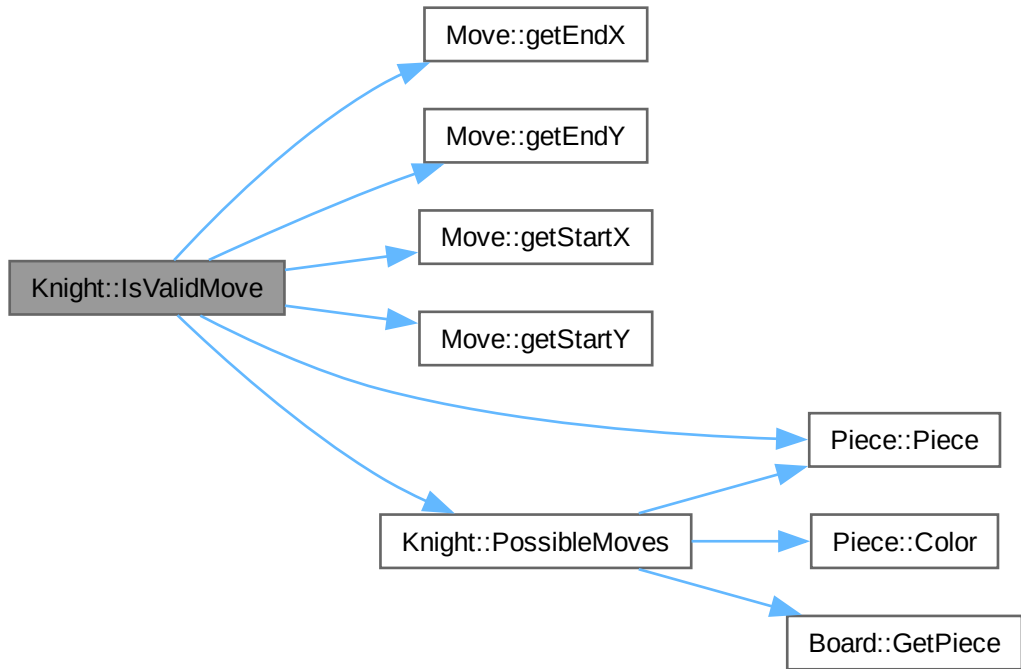 Move::getEndX
Move::getEndY
Move::getStartX
Knight::IsValidMove
Move::getStartY
Piece::Piece
Knight::PossibleMoves
Piece::Color
Board::GetPiece